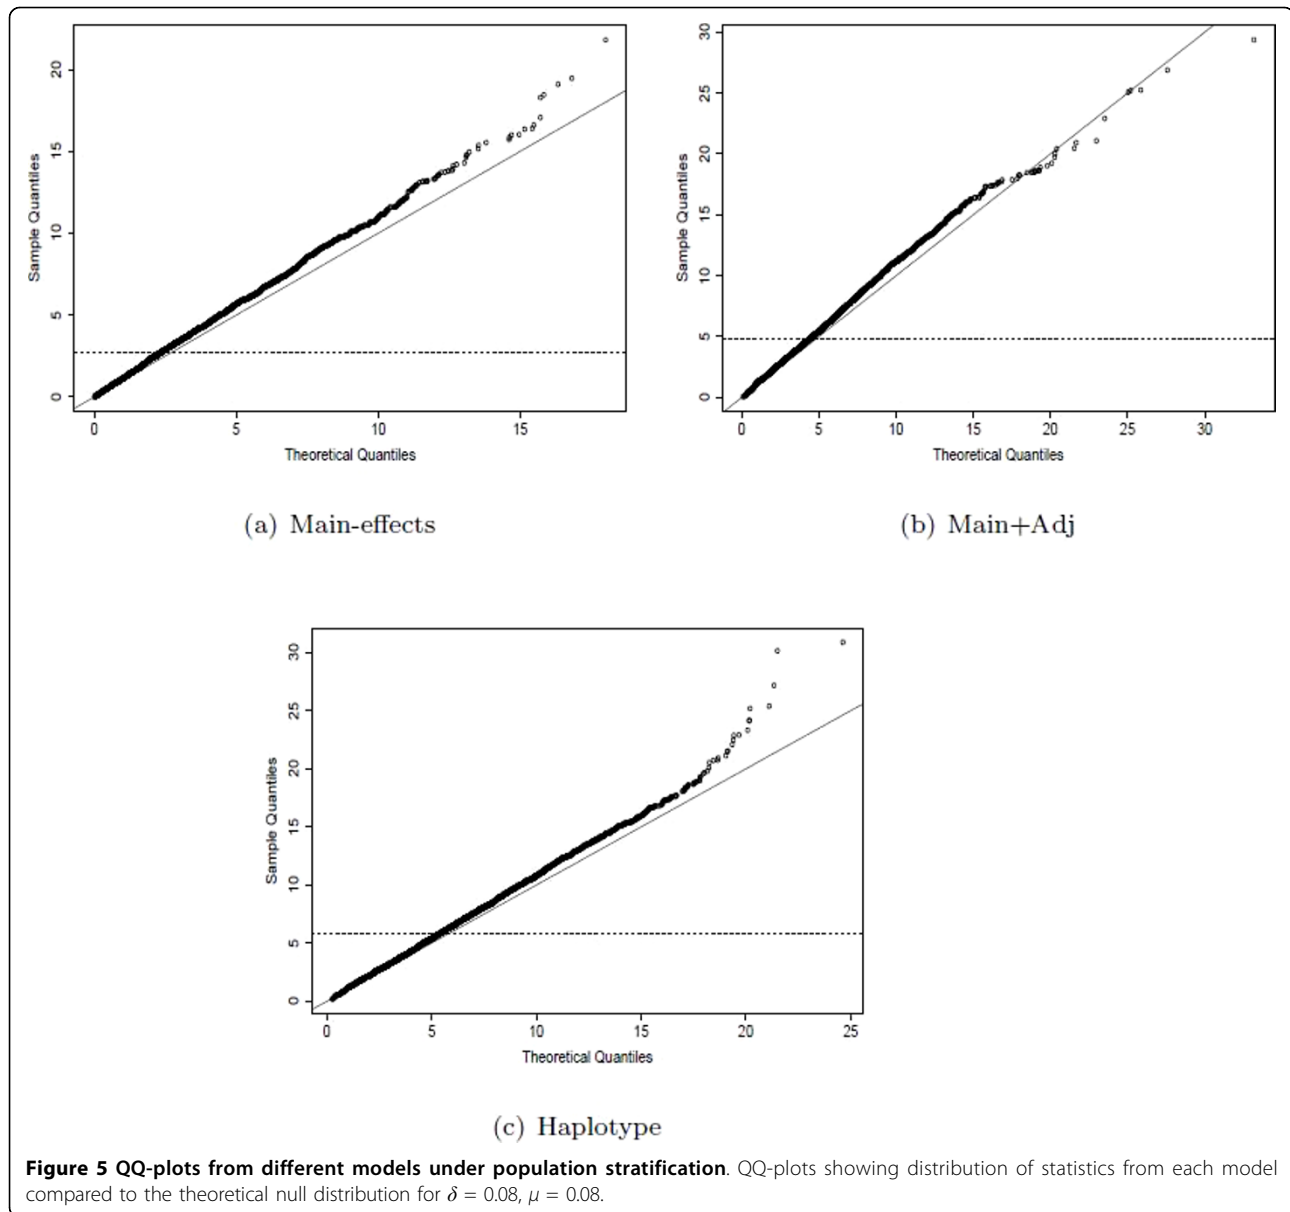 Sample Quantiles
20
15
10
5
0
0 5 10 15
Theoretical Quantiles
(a) Main-effects
Sample Quantiles
30
25
20
15
10
5
0
0 5 10 15 20 25 30
Theoretical Quantiles
(b) Main+Adj
Sample Quantiles
30
25
20
15
10
5
0
0 5 10 15 20 25
Theoretical Quantiles
(c) Haplotype
Figure 5 QQ-plots from different models under population stratification. QQ-plots showing distribution of statistics from each model
compared to the theoretical null distribution for δ = 0.08, μ = 0.08.